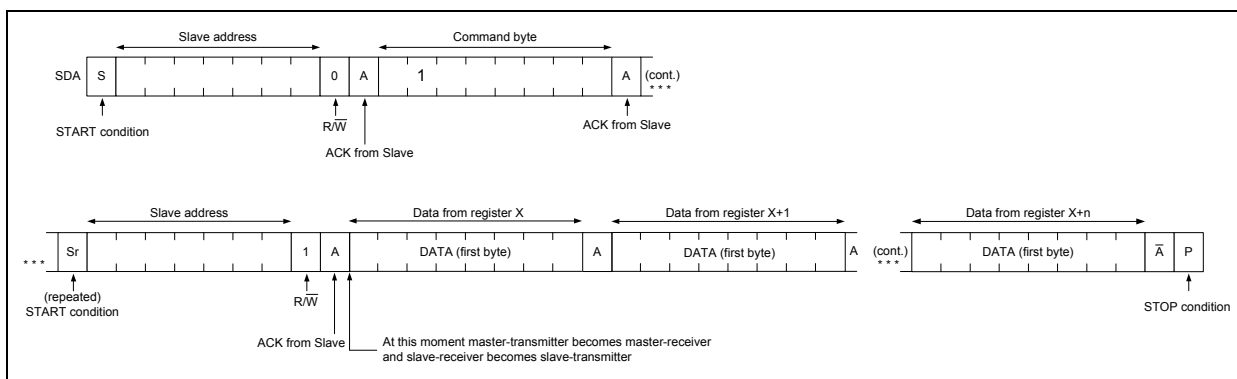 Slave address Command byte
SDA S 0 A 1 A (cont.)
* * *
START condition R/W̅ ACK from Slave
ACK from Slave
Slave address Data from register X Data from register X+1 Data from register X+n
* * * Sr 1 A DATA (first byte) A DATA (first byte) A (cont.) * * * DATA (first byte) A̅ P
(repeated)
START condition R/W̅ STOP condition
ACK from Slave At this moment master-transmitter becomes master-receiver
and slave-receiver becomes slave-transmitter